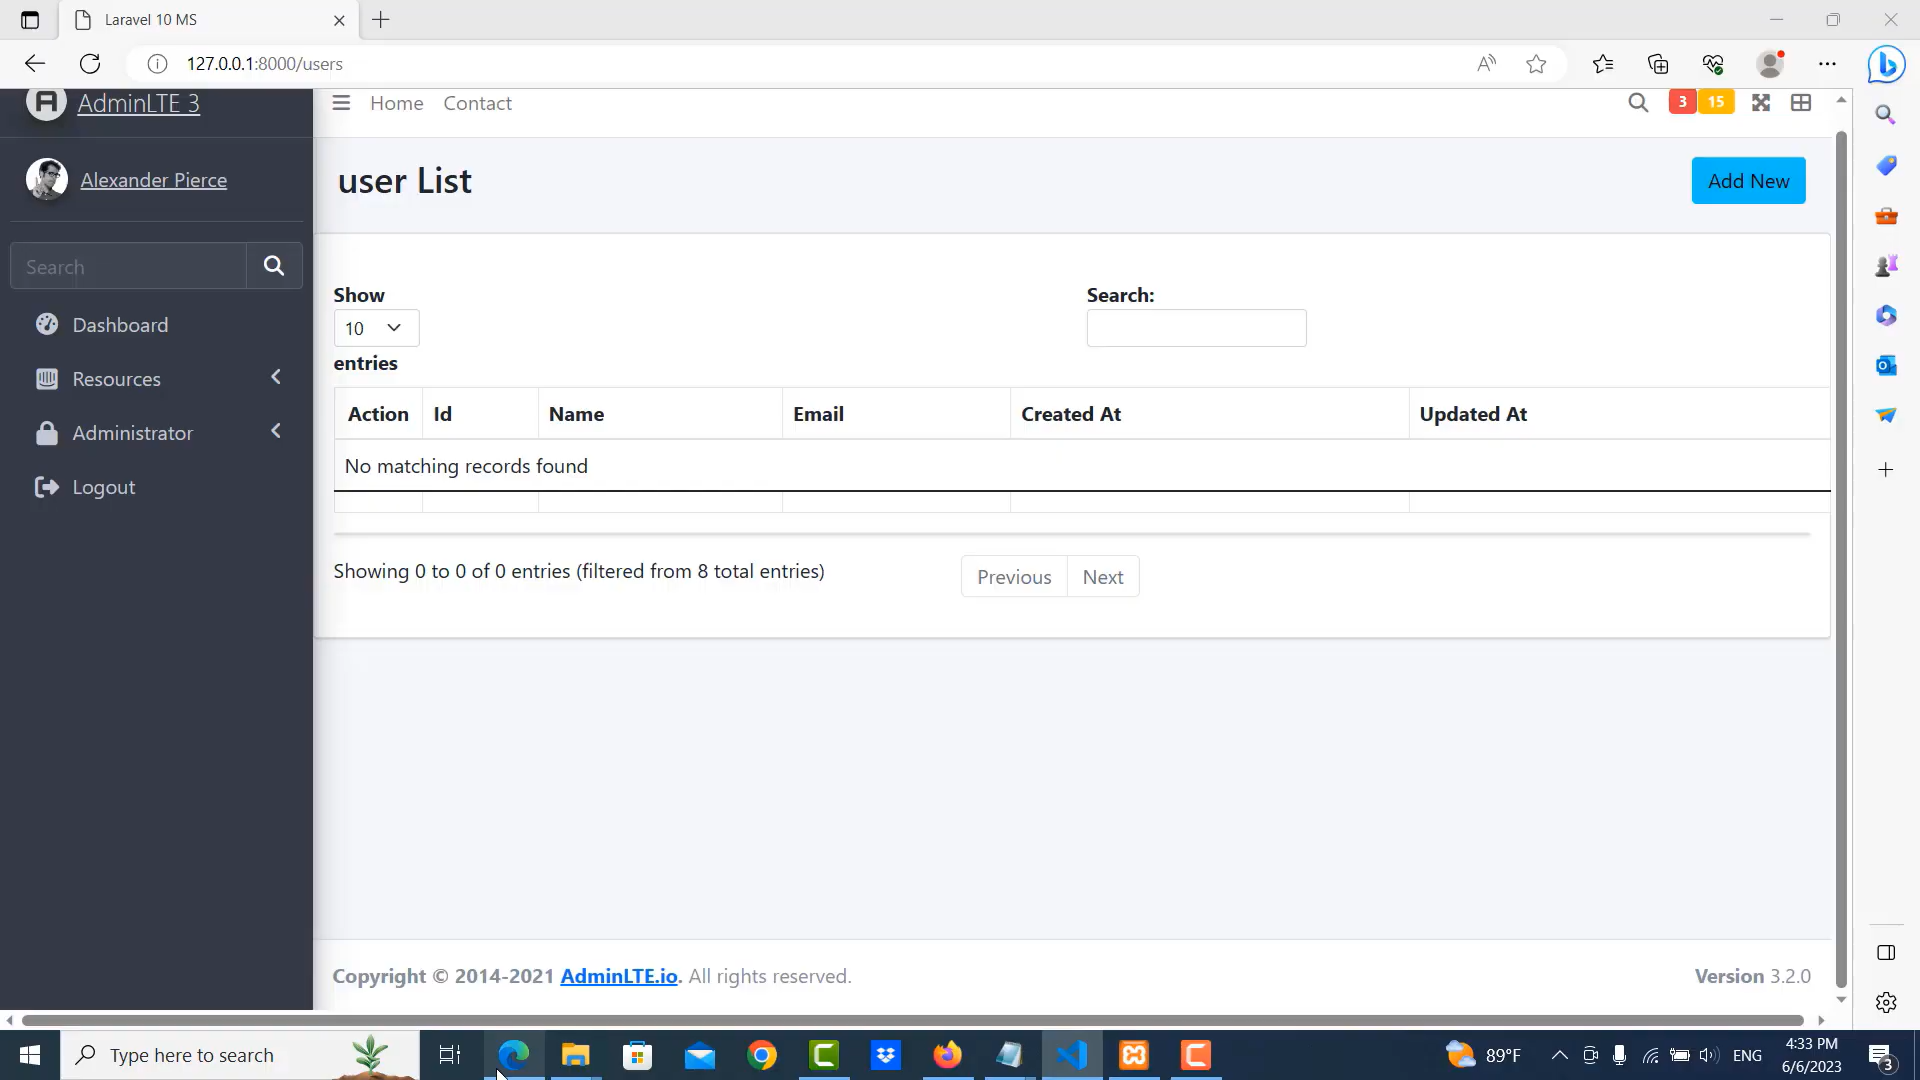 Laravel 10 MS
127.0.0.1:8000/users
AdminLTE 3
Home Contact
3 15
Alexander Pierce
user List
Add New
Search
Dashboard
Resources
Administrator
Logout
Show
10
entries
Search:
Action Id Name Email Created At Updated At
No matching records found
Showing 0 to 0 of 0 entries (filtered from 8 total entries)
Previous Next
Copyright © 2014-2021 AdminLTE.io. All rights reserved.
Version 3.2.0
Type here to search
89°F
ENG
4:33 PM
6/6/2023
3